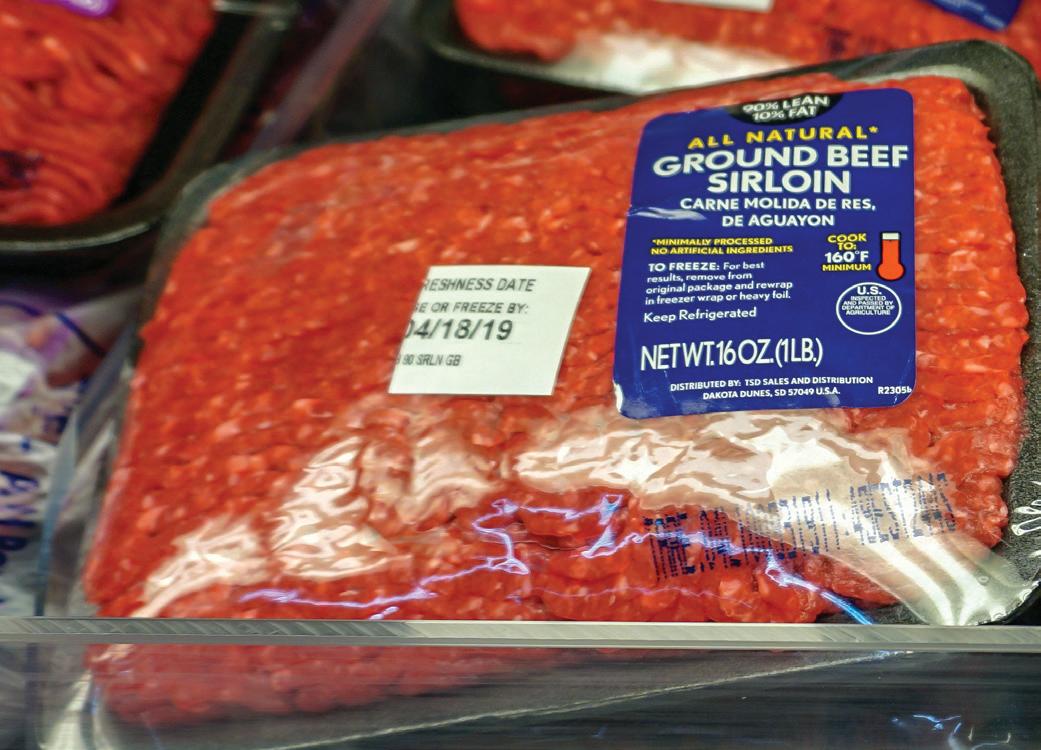 RESHNESS DATE
SE OR FREEZE BY:
04/18/19
90 SRLN GB
90% LEAN
10% FAT
ALL NATURAL*
GROUND BEEF
SIRLOIN
CARNE MOLIDA DE RES,
DE AGUAYON
*MINIMALLY PROCESSED
NO ARTIFICIAL INGREDIENTS
COOK
TO:
160°F
MINIMUM
TO FREEZE: For best
results, remove from
original package and rewrap
in freezer wrap or heavy foil.
Keep Refrigerated
U.S.
INSPECTED
AND PASSED BY
DEPARTMENT OF
AGRICULTURE
NET WT. 16 OZ. (1 LB.)
DISTRIBUTED BY: TSD SALES AND DISTRIBUTION
DAKOTA DUNES, SD 57049 U.S.A.
R2305b